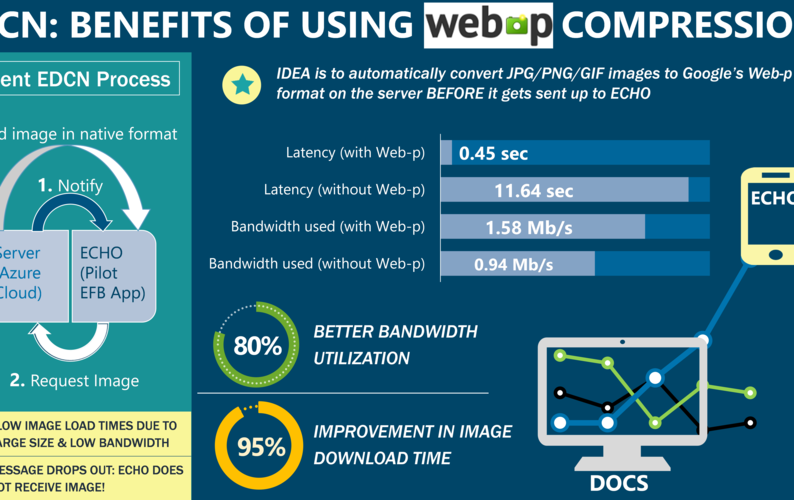 CN: BENEFITS OF USING webp COMPRESSIO
ent EDCN Process
d image in native format
1. Notify
Server
Azure
Cloud)
ECHO
(Pilot
EFB App)
2. Request Image
LOW IMAGE LOAD TIMES DUE TO
ARGE SIZE & LOW BANDWIDTH
ESSAGE DROPS OUT: ECHO DOES
OT RECEIVE IMAGE!
IDEA is to automatically convert JPG/PNG/GIF images to Google's Web-p
format on the server BEFORE it gets sent up to ECHO
Latency (with Web-p) 0.45 sec
Latency (without Web-p) 11.64 sec
Bandwidth used (with Web-p) 1.58 Mb/s
Bandwidth used (without Web-p) 0.94 Mb/s
ECHO
80% BETTER BANDWIDTH
UTILIZATION
95% IMPROVEMENT IN IMAGE
DOWNLOAD TIME
DOCS